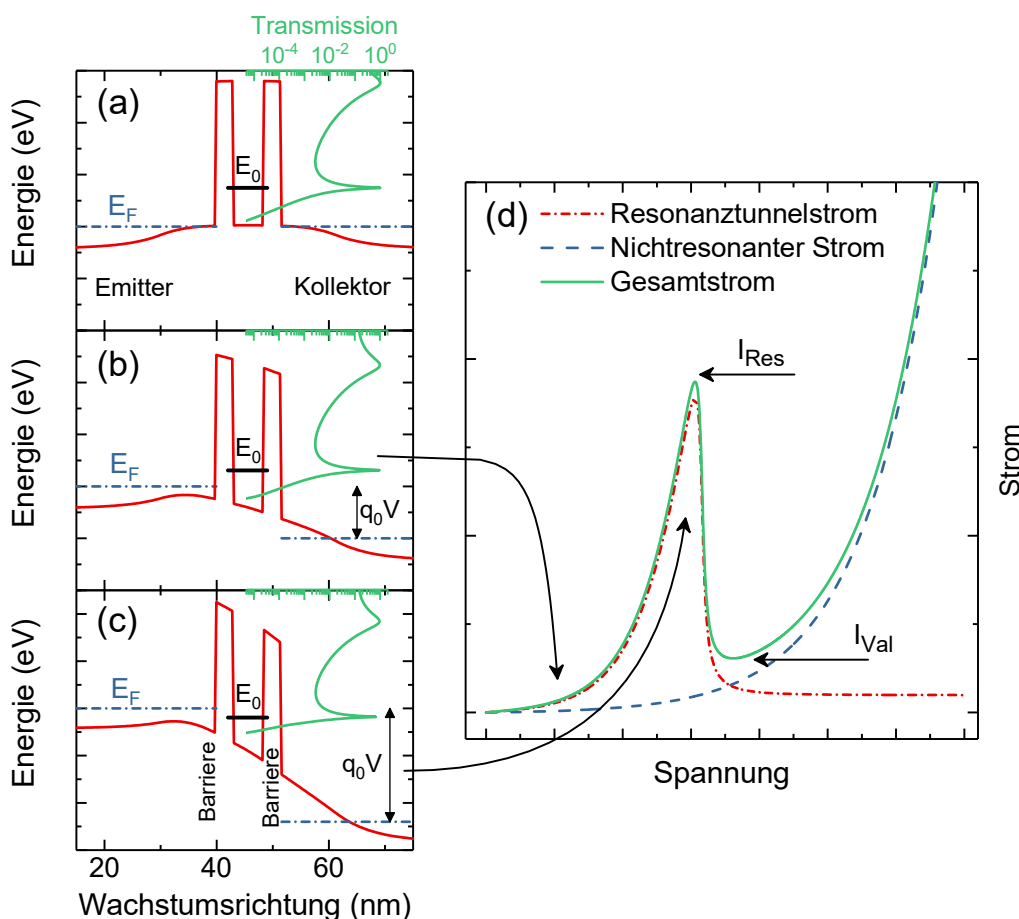 Transmission
10⁻⁴ 10⁻² 10⁰
(a)
E₀
E_F
Emitter
Kollektor
Energie (eV)
(b)
E₀
E_F
q₀V
Energie (eV)
(c)
E_F
E₀
Barriere
Barriere
q₀V
Energie (eV)
20 40 60
Wachstumsrichtung (nm)
(d)
Resonanztunnelstrom
Nichtresonanter Strom
Gesamtstrom
I_Res
I_Val
Strom
Spannung